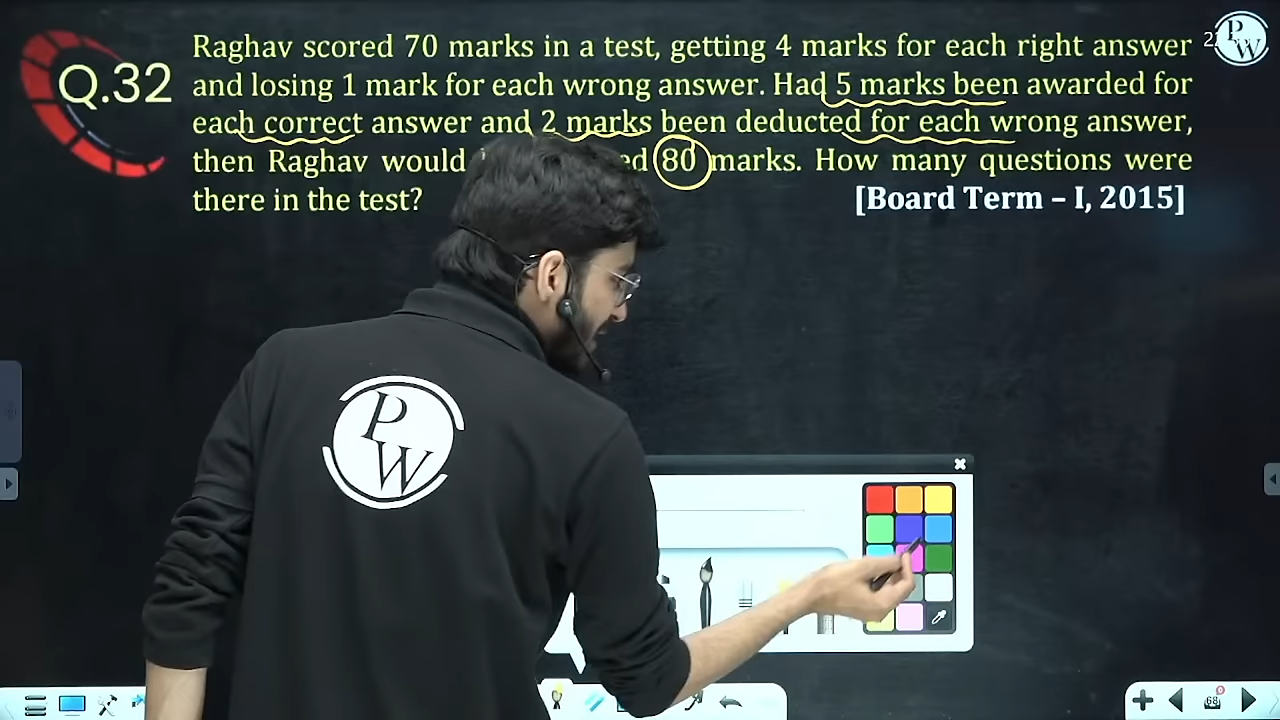 Q.32
Raghav scored 70 marks in a test, getting 4 marks for each right answer
and losing 1 mark for each wrong answer. Had 5 marks been awarded for
each correct answer and 2 marks been deducted for each wrong answer,
then Raghav would ed 80 marks. How many questions were
there in the test? [Board Term – I, 2015]
PW
PW
68